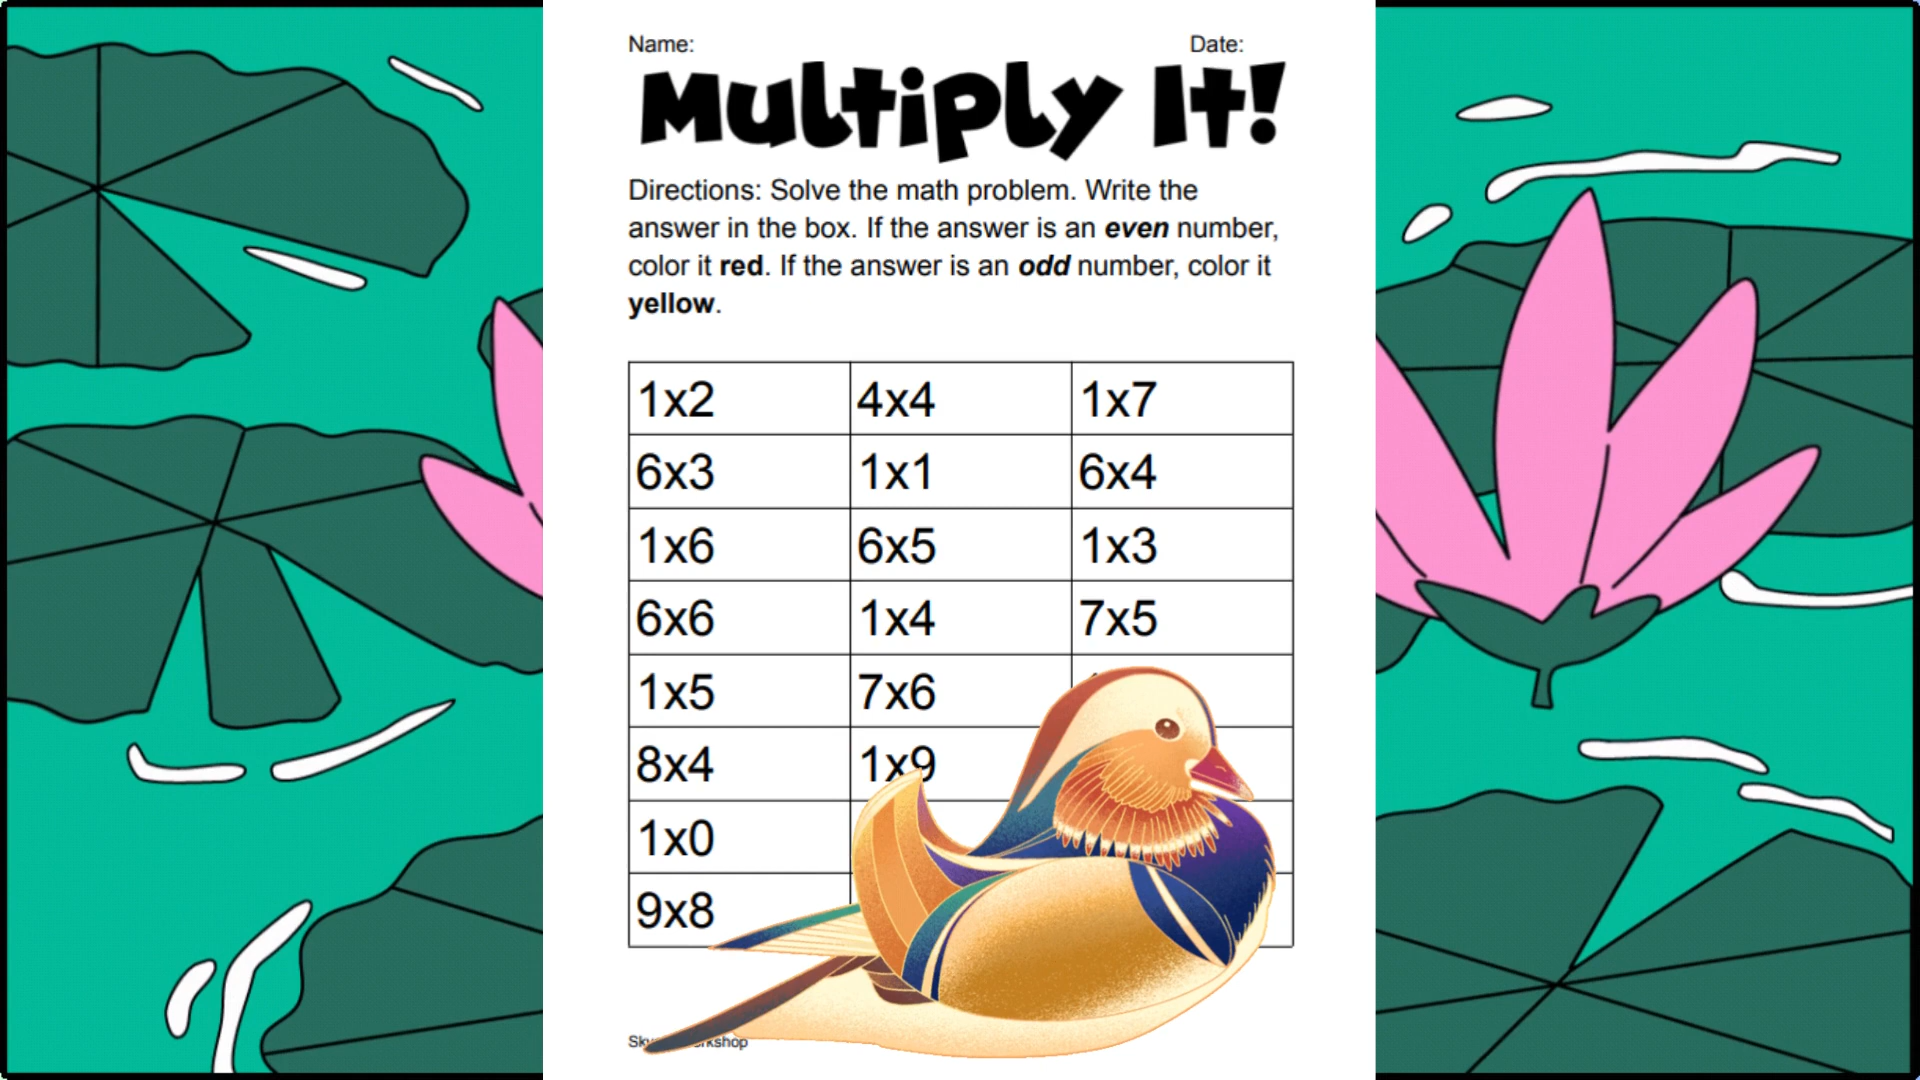 Name: Date:
Multiply It!
Directions: Solve the math problem. Write the
answer in the box. If the answer is an even number,
color it red. If the answer is an odd number, color it
yellow.
1x2 4x4 1x7
6x3 1x1 6x4
1x6 6x5 1x3
6x6 1x4 7x5
1x5 7x6
8x4 1x9
1x0
9x8